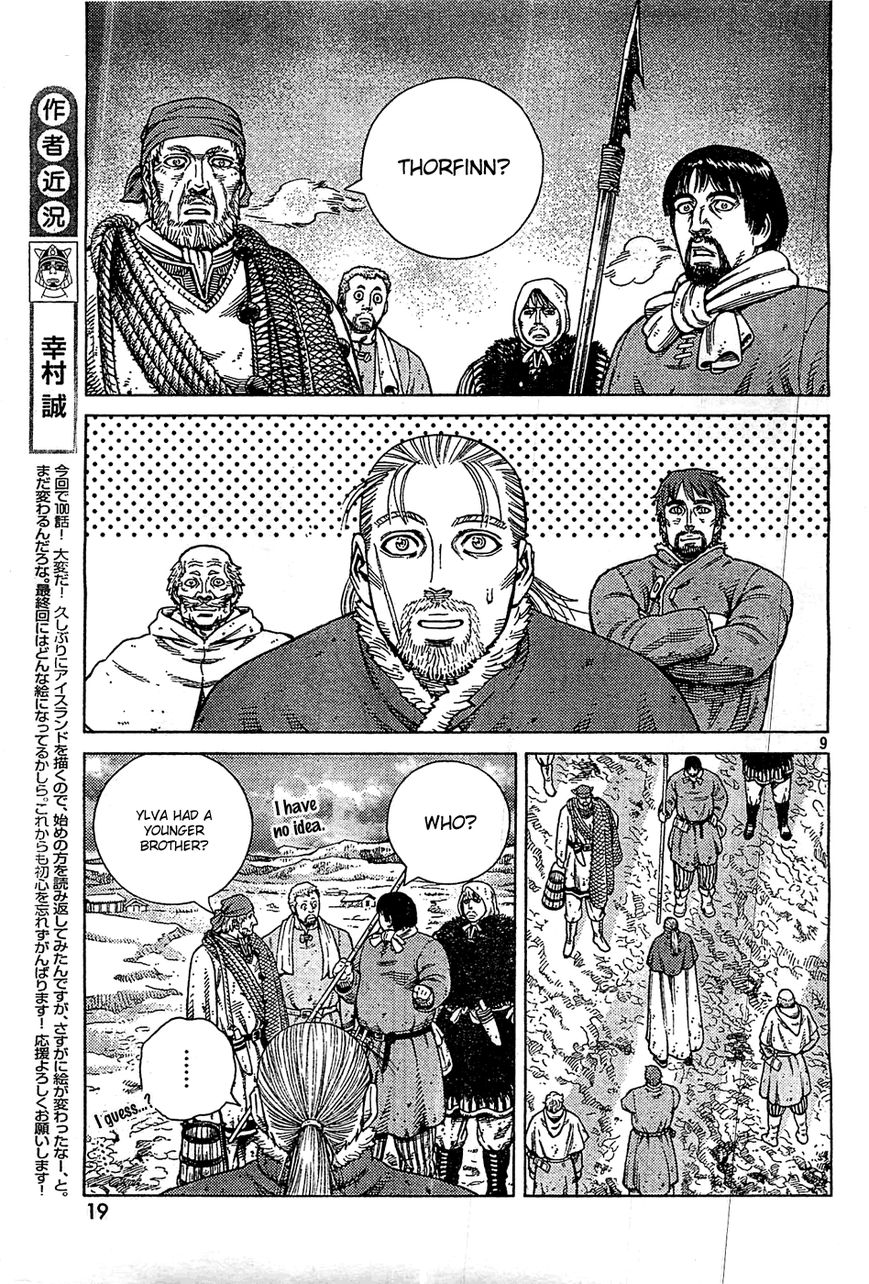 THORFINN?
9
WHO?
I have
no idea.
YLVA HAD A
YOUNGER
BROTHER?
......
I guess...?
作者近況
幸村誠
今回で100話！ 大変だ！ 久しぶりにアイスランドを描くので、始めの方を読み返してみたんですが、さすがに絵が変わったなー、と。
まだ変わるんだろうな。最終回にはどんな絵になってるかしら。これからも初心を忘れずがんばります！ 応援よろしくお願いします！
19